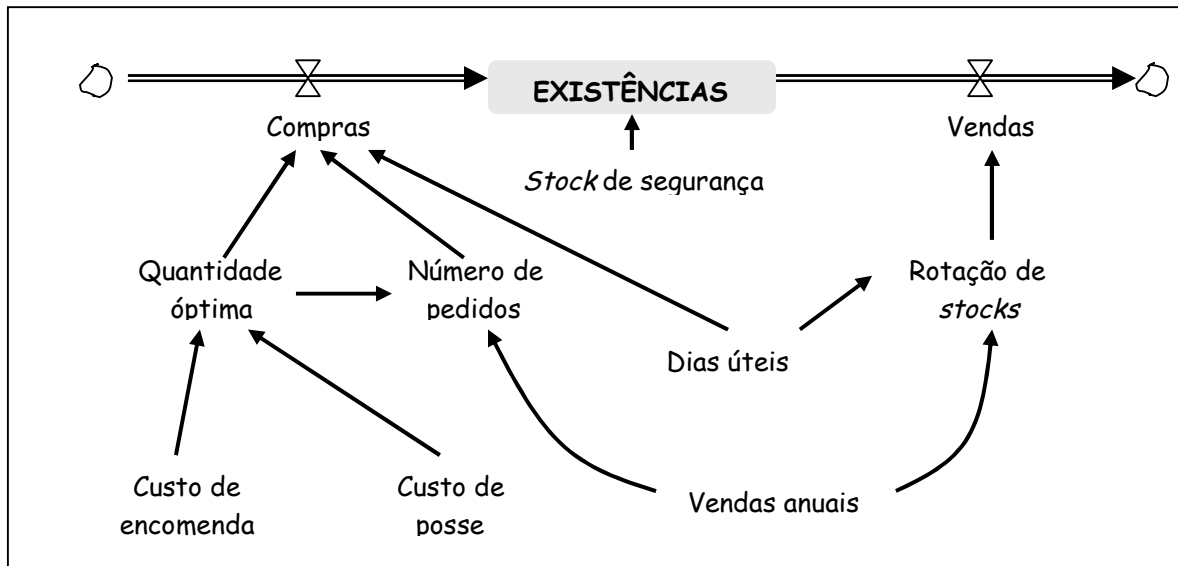 EXISTÊNCIAS
Compras
Vendas
Stock de segurança
Quantidade
óptima
Número de
pedidos
Rotação de
stocks
Dias úteis
Custo de
encomenda
Custo de
posse
Vendas anuais